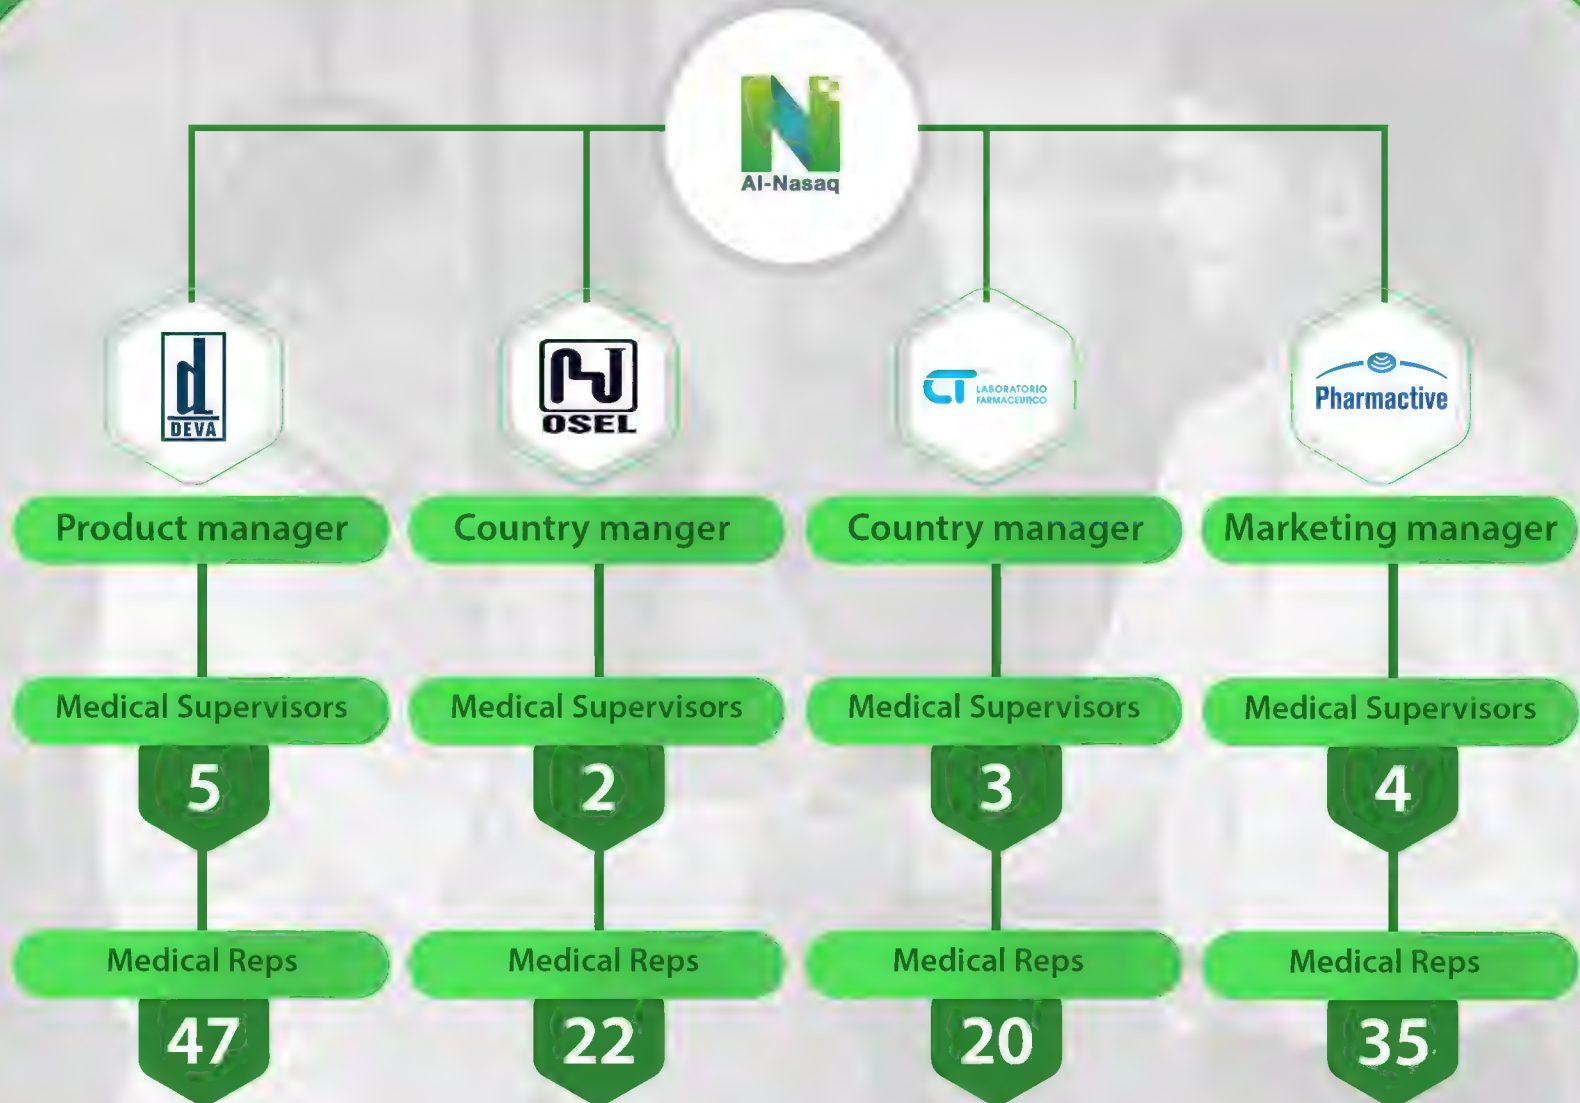 Al-Nasaq
DEVA
OSEL
CT LABORATORIO
FARMACEUTICO
Pharmactive
Product manager
Country manger
Country manager
Marketing manager
Medical Supervisors
Medical Supervisors
Medical Supervisors
Medical Supervisors
5
2
3
4
Medical Reps
Medical Reps
Medical Reps
Medical Reps
47
22
20
35